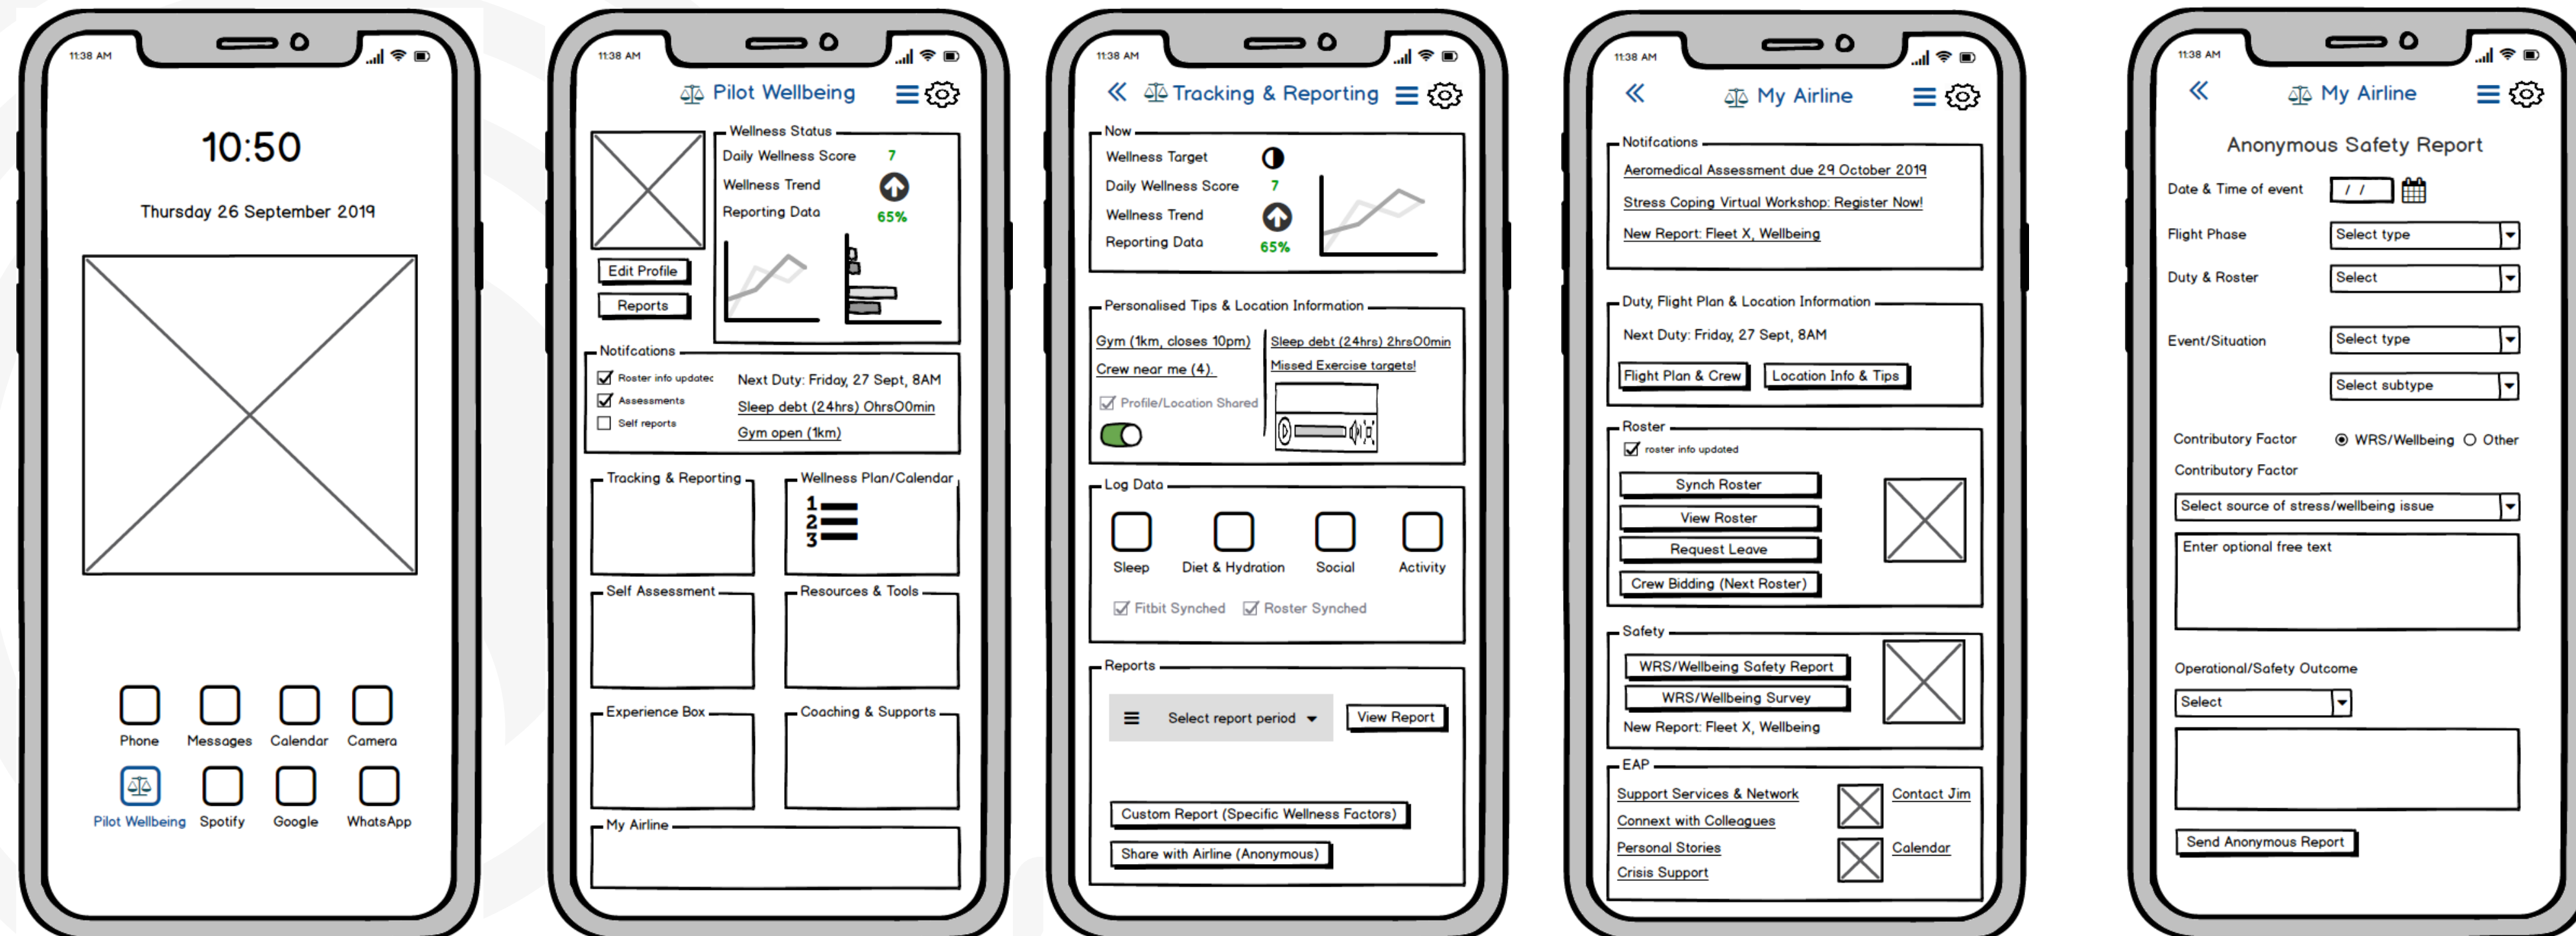 11:38 AM
10:50
Thursday 26 September 2019
Phone Messages Calendar Camera
Pilot Wellbeing Spotify Google WhatsApp
11:38 AM
Pilot Wellbeing
Wellness Status
Daily Wellness Score 7
Wellness Trend
Reporting Data 65%
Edit Profile
Reports
Notifcations
Roster info updated
Assessments
Self reports
Next Duty: Friday, 27 Sept, 8AM
Sleep debt (24hrs) 0hrs00min
Gym open (1km)
Tracking & Reporting
Wellness Plan/Calendar
1
2
3
Self Assessment
Resources & Tools
Experience Box
Coaching & Supports
My Airline
11:38 AM
Tracking & Reporting
Now
Wellness Target
Daily Wellness Score 7
Wellness Trend
Reporting Data 65%
Personalised Tips & Location Information
Gym (1km, closes 10pm)
Crew near me (4).
Profile/Location Shared
Sleep debt (24hrs) 2hrs00min
Missed Exercise targets!
Log Data
Sleep Diet & Hydration Social Activity
Fitbit Synched Roster Synched
Reports
Select report period
View Report
Custom Report (Specific Wellness Factors)
Share with Airline (Anonymous)
11:38 AM
My Airline
Notifcations
Aeromedical Assessment due 29 October 2019
Stress Coping Virtual Workshop: Register Now!
New Report: Fleet X, Wellbeing
Duty, Flight Plan & Location Information
Next Duty: Friday, 27 Sept, 8AM
Flight Plan & Crew
Location Info & Tips
Roster
roster info updated
Synch Roster
View Roster
Request Leave
Crew Bidding (Next Roster)
Safety
WRS/Wellbeing Safety Report
WRS/Wellbeing Survey
New Report: Fleet X, Wellbeing
EAP
Support Services & Network
Connext with Colleagues
Personal Stories
Crisis Support
Contact Jim
Calendar
11:38 AM
My Airline
Anonymous Safety Report
Date & Time of event / /
Flight Phase Select type
Duty & Roster Select
Event/Situation Select type
Select subtype
Contributory Factor WRS/Wellbeing Other
Contributory Factor
Select source of stress/wellbeing issue
Enter optional free text
Operational/Safety Outcome
Select
Send Anonymous Report